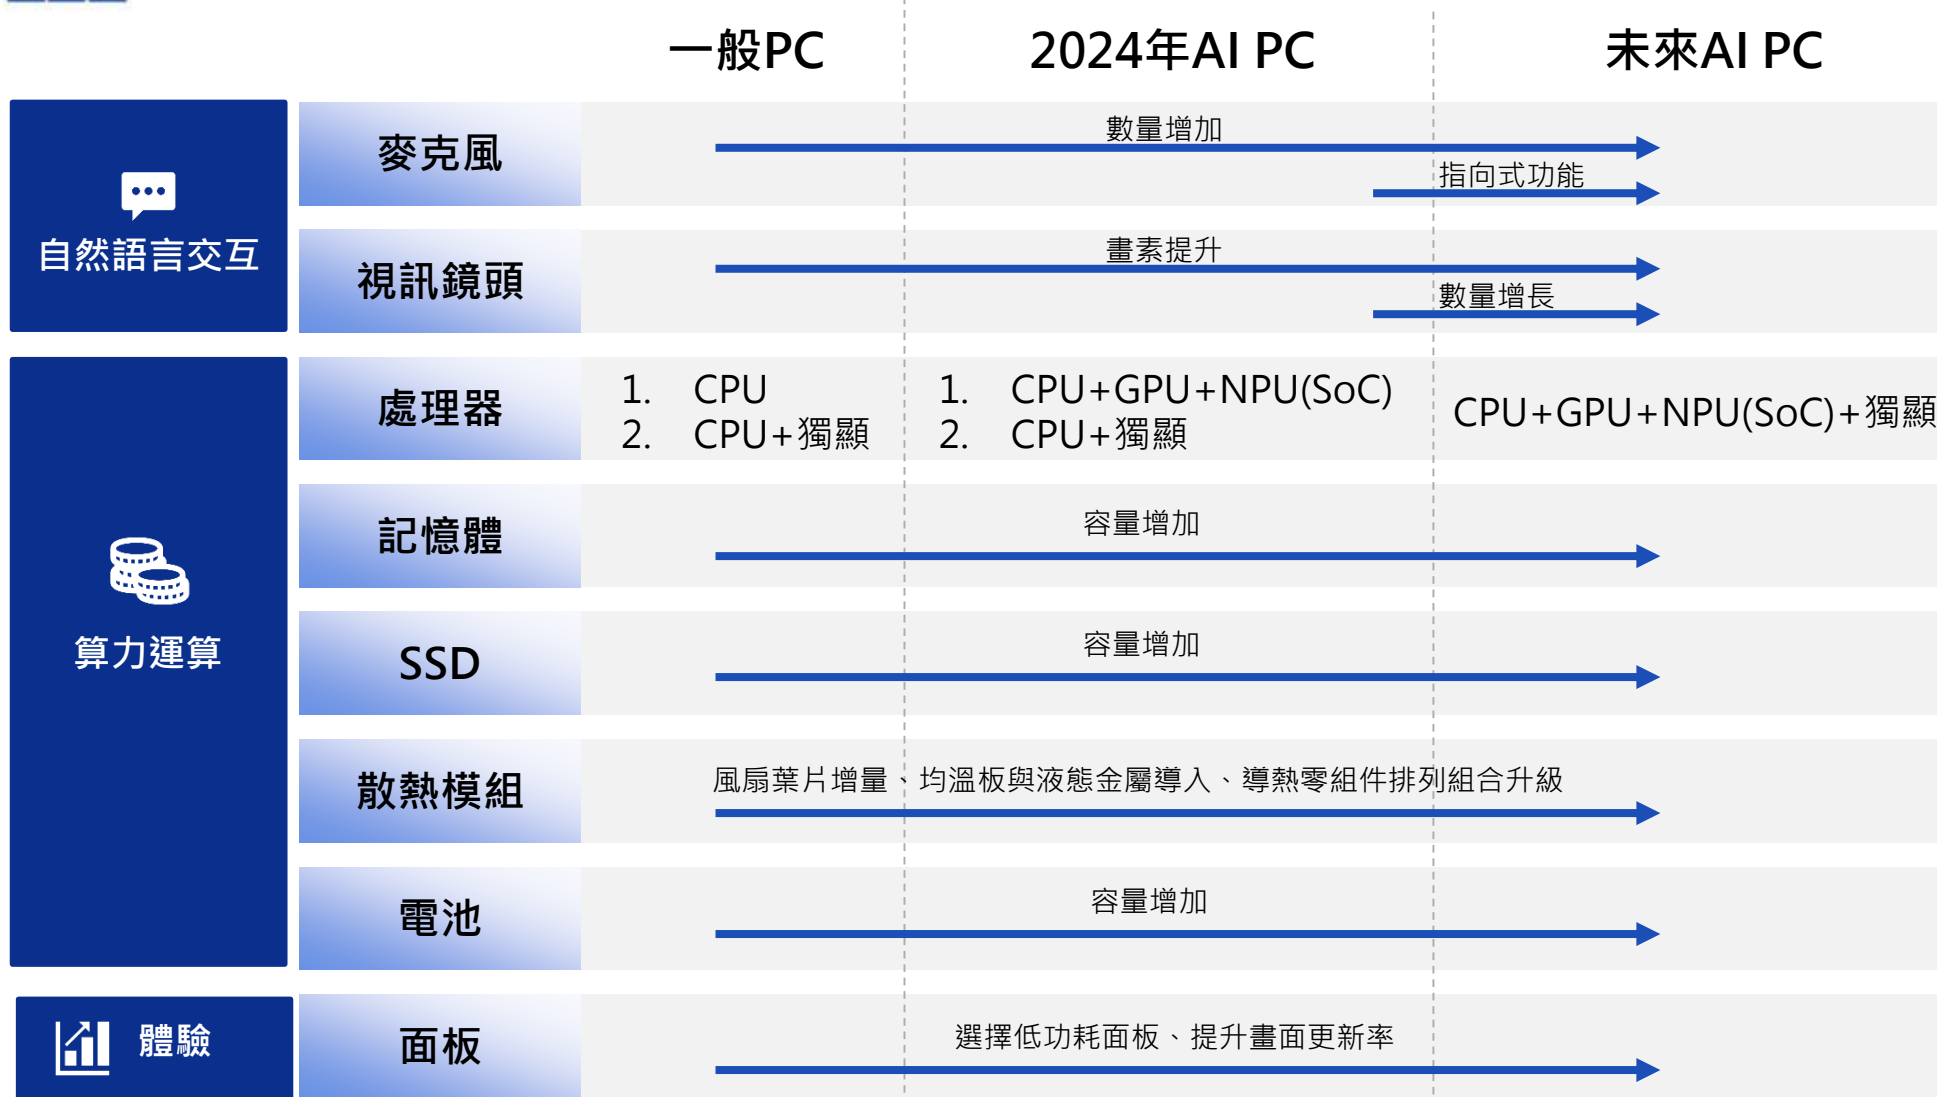 一般PC
2024年AI PC
未來AI PC
自然語言交互
麥克風
數量增加
指向式功能
視訊鏡頭
畫素提升
數量增長
算力運算
處理器
1. CPU
2. CPU+獨顯
1. CPU+GPU+NPU(SoC)
2. CPU+獨顯
CPU+GPU+NPU(SoC)+獨顯
記憶體
容量增加
SSD
容量增加
散熱模組
風扇葉片增量、均溫板與液態金屬導入、導熱零組件排列組合升級
電池
容量增加
體驗
面板
選擇低功耗面板、提升畫面更新率